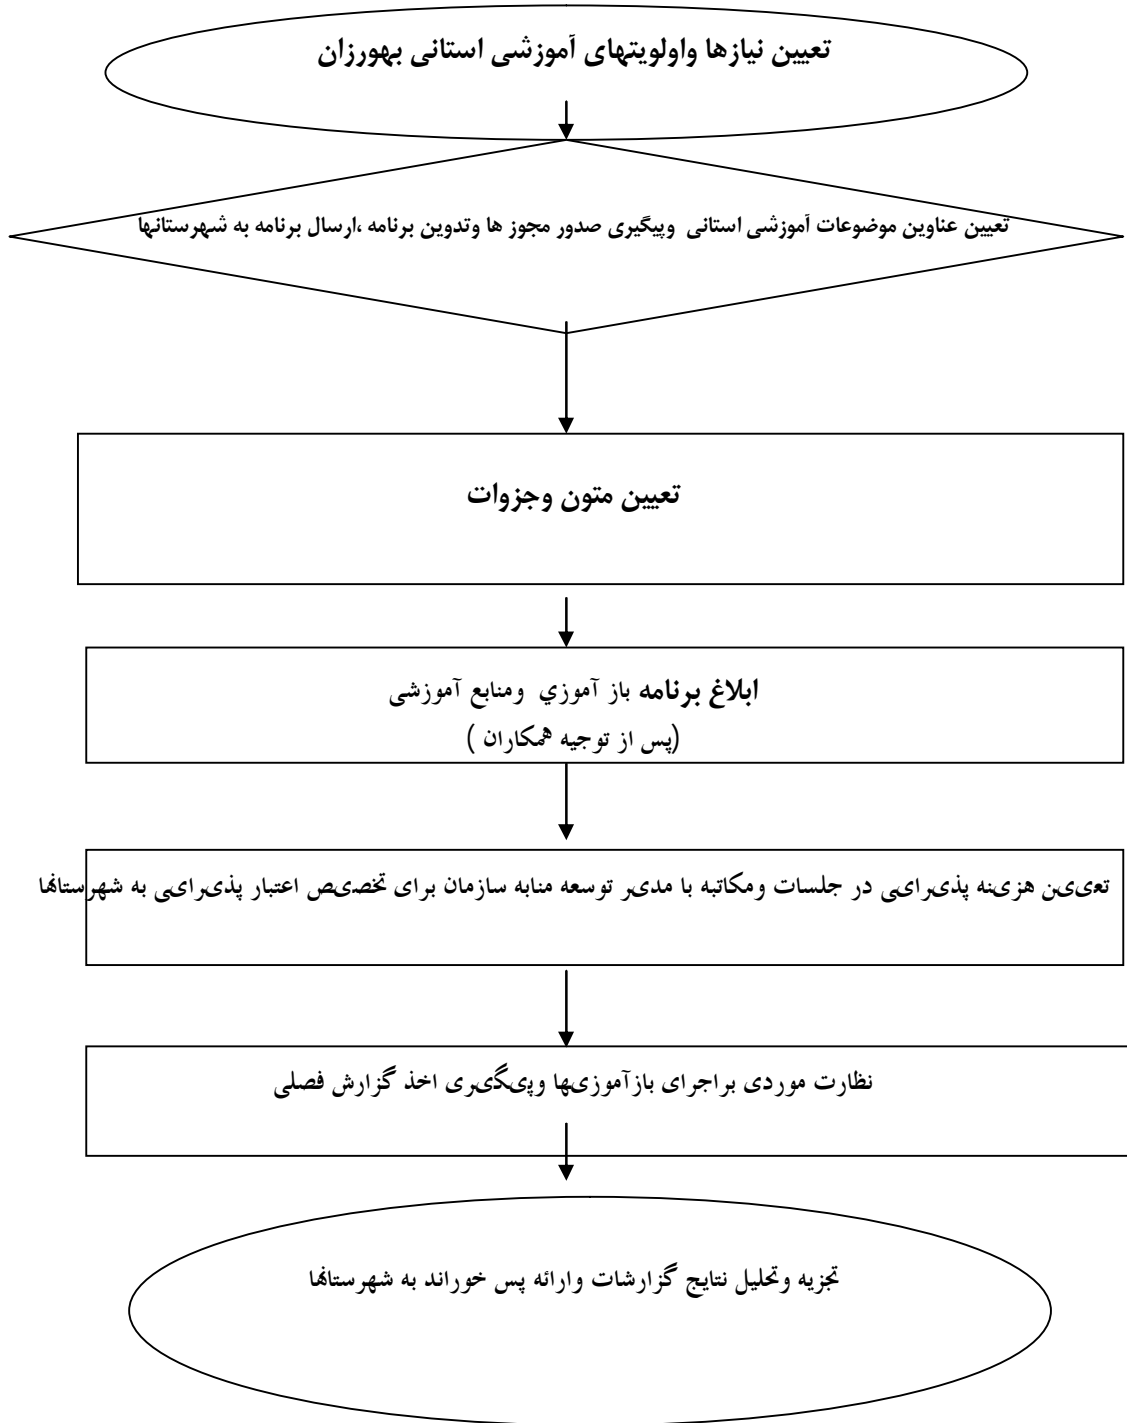 تعیین نیازها واولویتهای آموزشی استانی بهورزان
تعیین عناوین موضوعات آموزشی استانی وپیگیری صدور مجوز ها وتدوین برنامه ،ارسال برنامه به شهرستانها
تعیین متون وجزوات
ابلاغ برنامه باز آموزي ومنابع آموزشی
(پس از توجیه همکاران )
تعیین هزینه پذیرایی در جلسات ومکاتبه با مدیر توسعه منابه سازمان برای تخصیص اعتبار پذیرایی به شهرستانها
نظارت موردی براجرای بازآموزیها وپیگیری اخذ گزارش فصلی
تجزیه وتحلیل نتایج گزارشات وارائه پس خوراند به شهرستانها